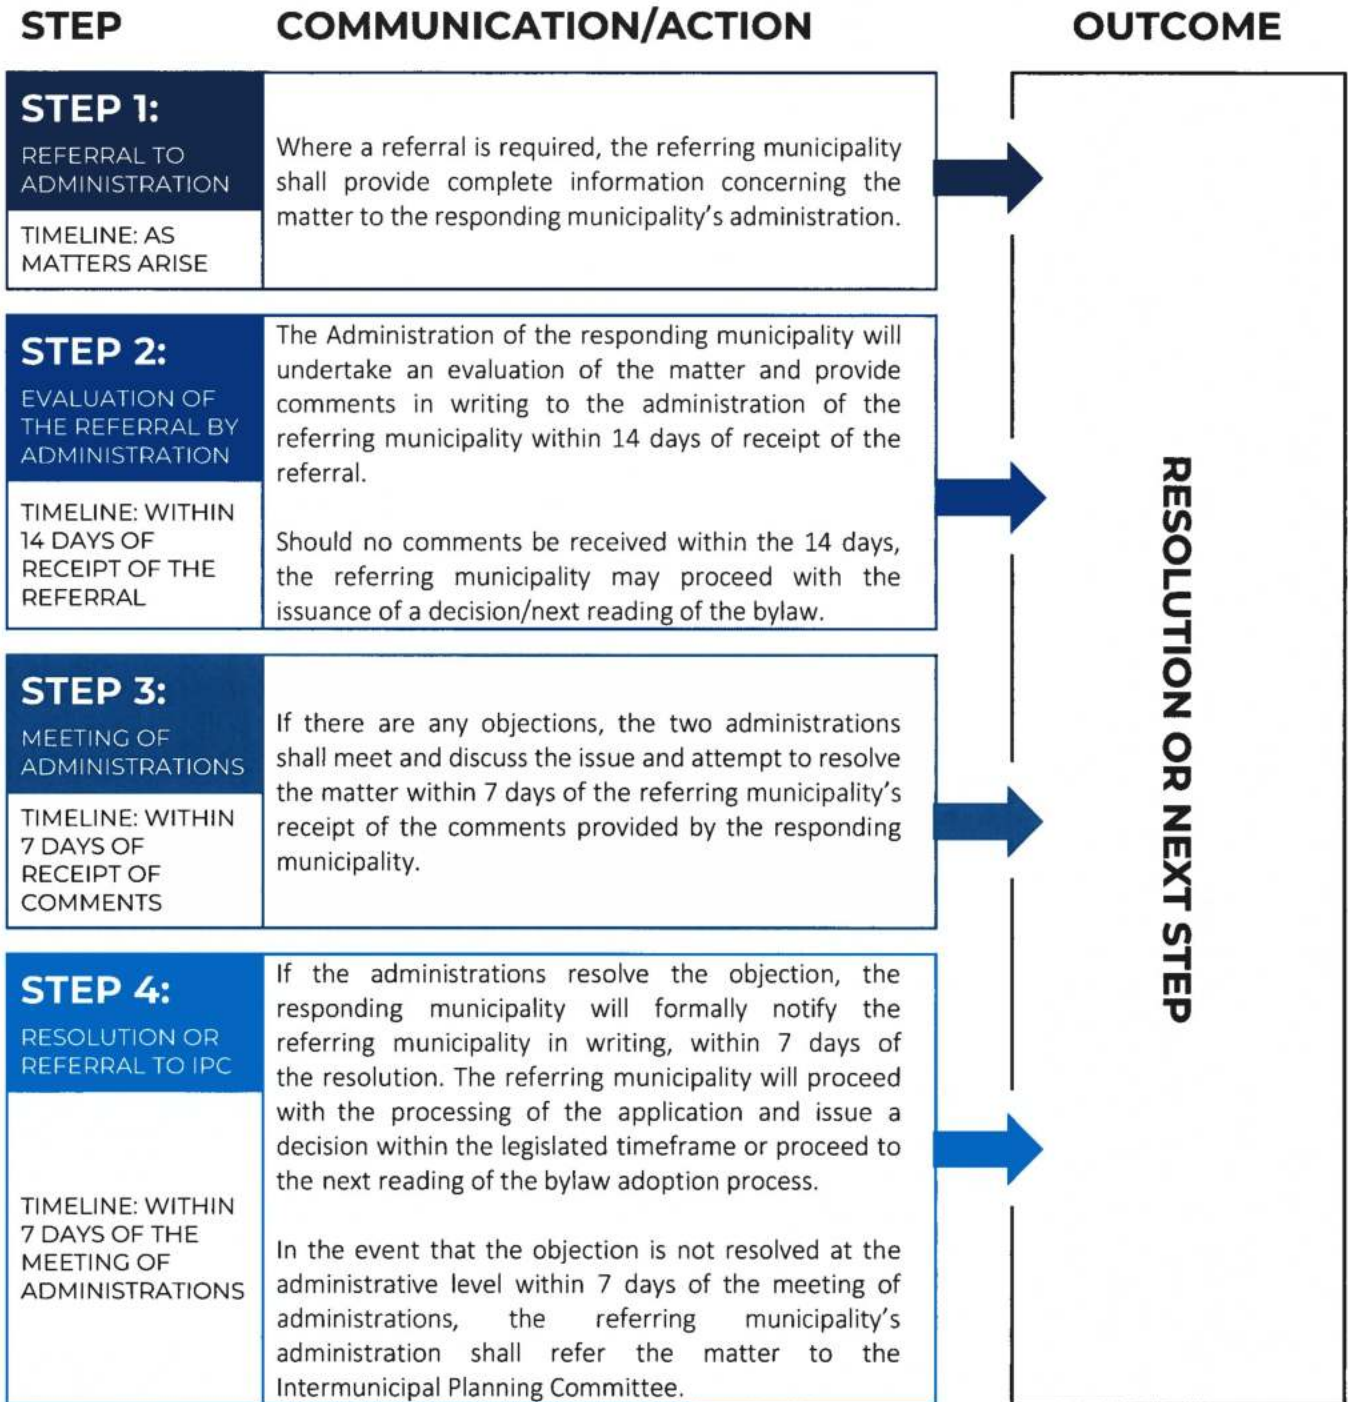 STEP
COMMUNICATION/ACTION
OUTCOME
STEP 1:
REFERRAL TO
ADMINISTRATION
TIMELINE: AS
MATTERS ARISE
Where a referral is required, the referring municipality
shall provide complete information concerning the
matter to the responding municipality's administration.
STEP 2:
EVALUATION OF
THE REFERRAL BY
ADMINISTRATION
TIMELINE: WITHIN
14 DAYS OF
RECEIPT OF THE
REFERRAL
The Administration of the responding municipality will
undertake an evaluation of the matter and provide
comments in writing to the administration of the
referring municipality within 14 days of receipt of the
referral.
Should no comments be received within the 14 days,
the referring municipality may proceed with the
issuance of a decision/next reading of the bylaw.
STEP 3:
MEETING OF
ADMINISTRATIONS
TIMELINE: WITHIN
7 DAYS OF
RECEIPT OF
COMMENTS
If there are any objections, the two administrations
shall meet and discuss the issue and attempt to resolve
the matter within 7 days of the referring municipality's
receipt of the comments provided by the responding
municipality.
STEP 4:
RESOLUTION OR
REFERRAL TO IPC
TIMELINE: WITHIN
7 DAYS OF THE
MEETING OF
ADMINISTRATIONS
If the administrations resolve the objection, the
responding municipality will formally notify the
referring municipality in writing, within 7 days of
the resolution. The referring municipality will proceed
with the processing of the application and issue a
decision within the legislated timeframe or proceed to
the next reading of the bylaw adoption process.
In the event that the objection is not resolved at the
administrative level within 7 days of the meeting of
administrations, the referring municipality's
administration shall refer the matter to the
Intermunicipal Planning Committee.
RESOLUTION OR NEXT STEP